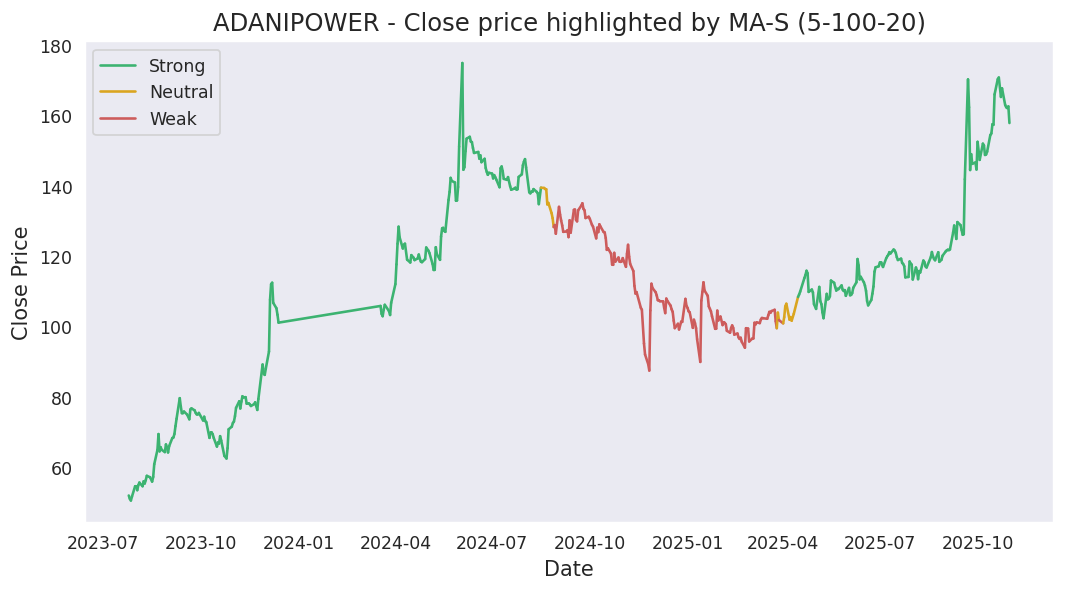 ADANIPOWER - Close price highlighted by MA-S (5-100-20)
180
160
140
120
100
80
60
Close Price
Strong
Neutral
Weak
2023-07 2023-10 2024-01 2024-04 2024-07 2024-10 2025-01 2025-04 2025-07 2025-10
Date